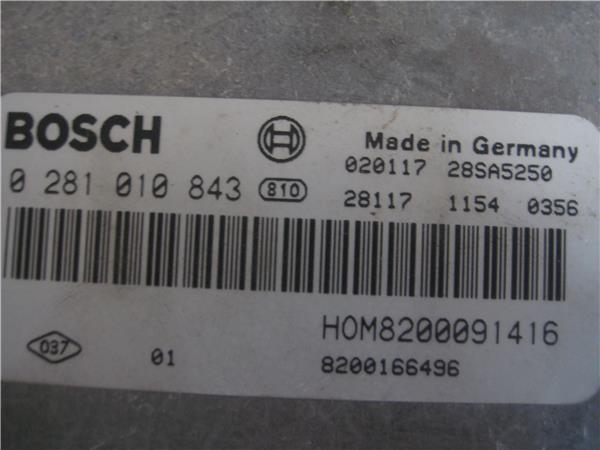 BOSCH
Made in Germany
020117 28SA5250
0 281 010 843 810
28117 1154 0356
HOM8200091416
037
01
8200166496